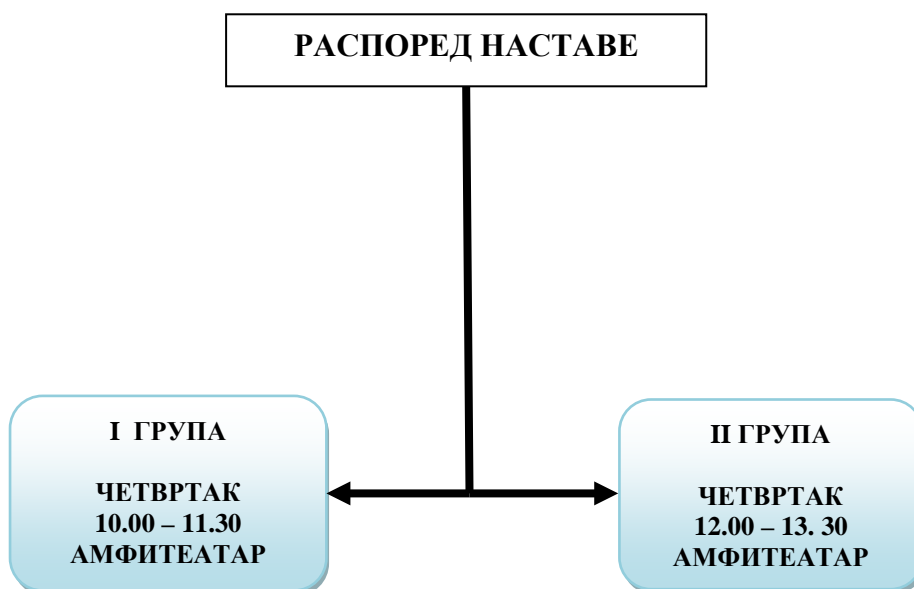 РАСПОРЕД НАСТАВЕ
I ГРУПА
ЧЕТВРТАК
10.00 – 11.30
АМФИТЕАТАР
II ГРУПА
ЧЕТВРТАК
12.00 – 13. 30
АМФИТЕАТАР